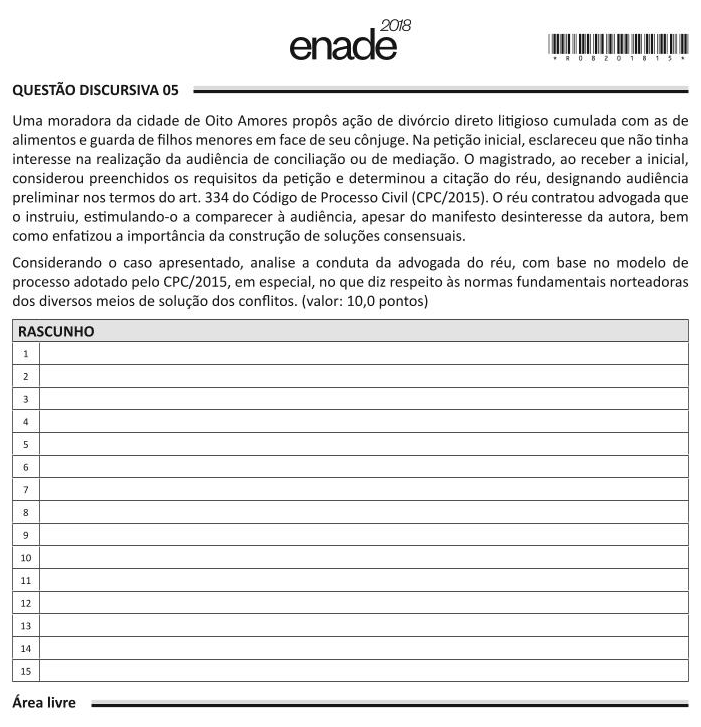 enade 2018
*R08201815*
QUESTÃO DISCURSIVA 05
Uma moradora da cidade de Oito Amores propôs ação de divórcio direto litigioso cumulada com as de
alimentos e guarda de filhos menores em face de seu cônjuge. Na petição inicial, esclareceu que não tinha
interesse na realização da audiência de conciliação ou de mediação. O magistrado, ao receber a inicial,
considerou preenchidos os requisitos da petição e determinou a citação do réu, designando audiência
preliminar nos termos do art. 334 do Código de Processo Civil (CPC/2015). O réu contratou advogada que
o instruiu, estimulando-o a comparecer à audiência, apesar do manifesto desinteresse da autora, bem
como enfatizou a importância da construção de soluções consensuais.
Considerando o caso apresentado, analise a conduta da advogada do réu, com base no modelo de
processo adotado pelo CPC/2015, em especial, no que diz respeito às normas fundamentais norteadoras
dos diversos meios de solução dos conflitos. (valor: 10,0 pontos)
RASCUNHO
1
2
3
4
5
6
7
8
9
10
11
12
13
14
15
Área livre